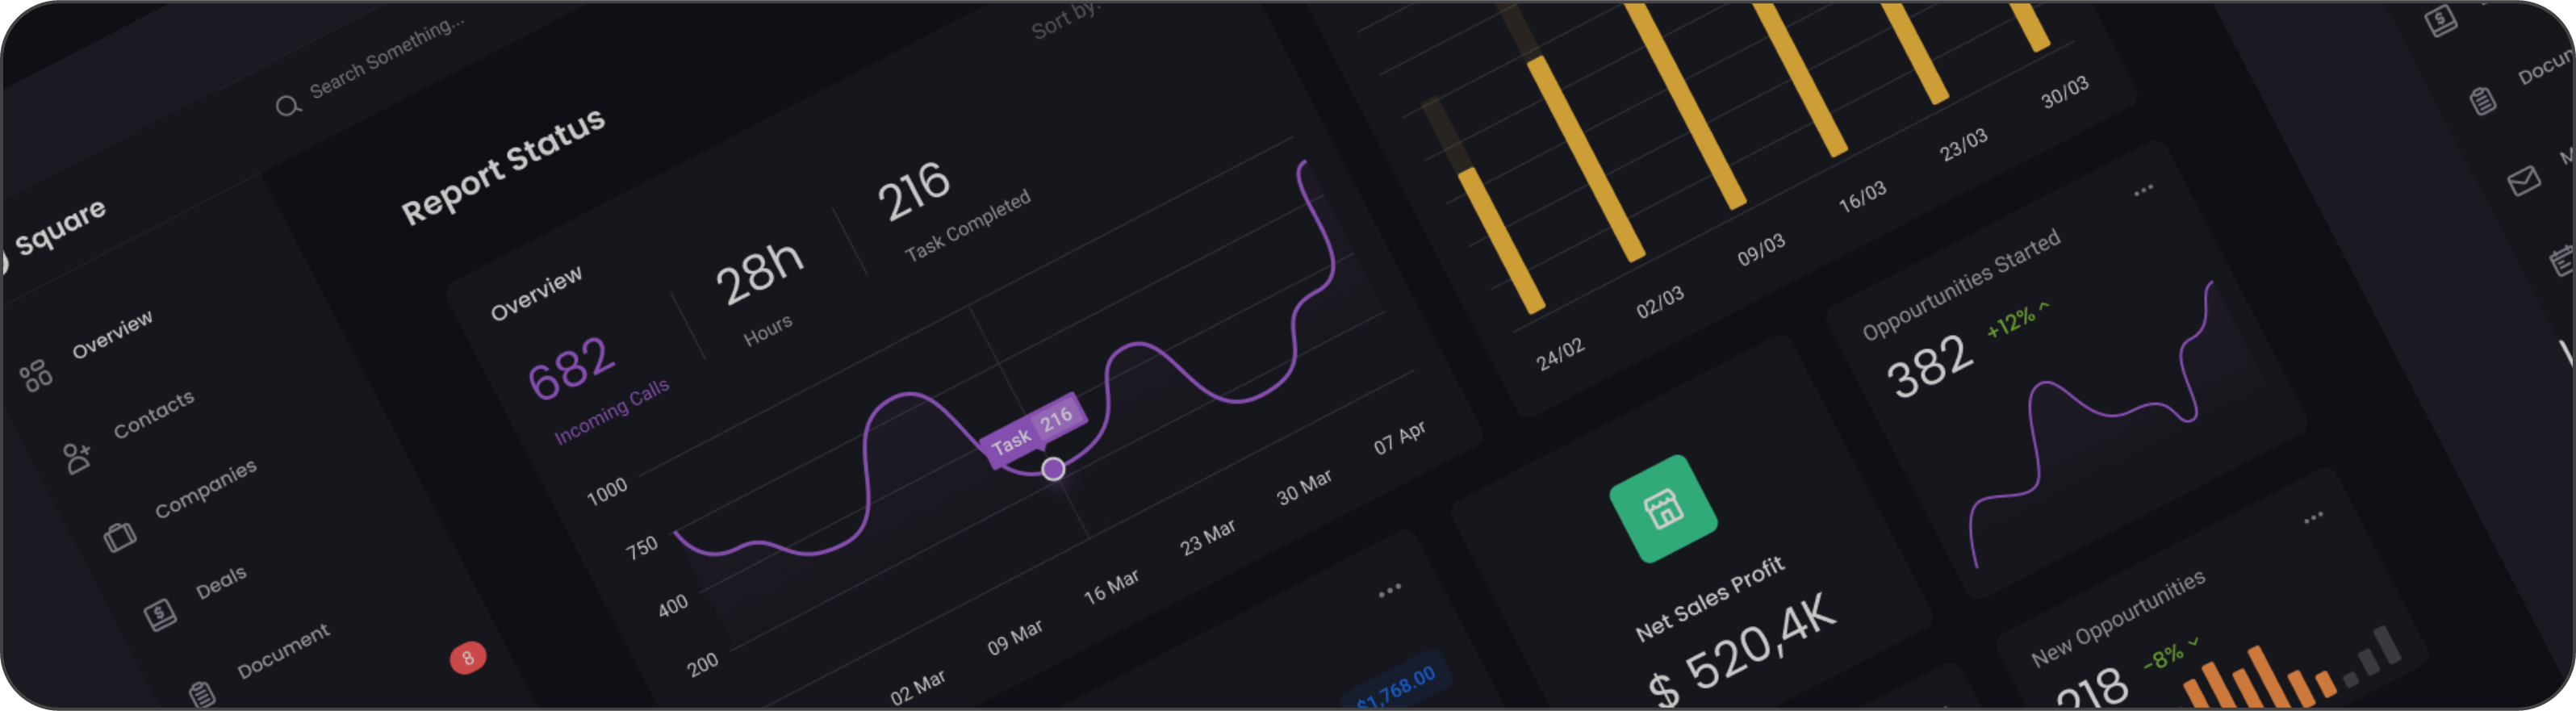 Search Something...
Square
Overview
Contacts
Companies
Deals
Document
8
Report Status
Sort by:
Overview
682
Incoming Calls
28h
Hours
216
Task Completed
1000
750
400
200
Task 216
02 Mar
09 Mar
16 Mar
23 Mar
30 Mar
07 Apr
24/02
02/03
09/03
16/03
23/03
30/03
$1,768.00
Net Sales Profit
$ 520,4K
Oppourtunities Started
382 +12%
New Oppourtunities
218 -8%